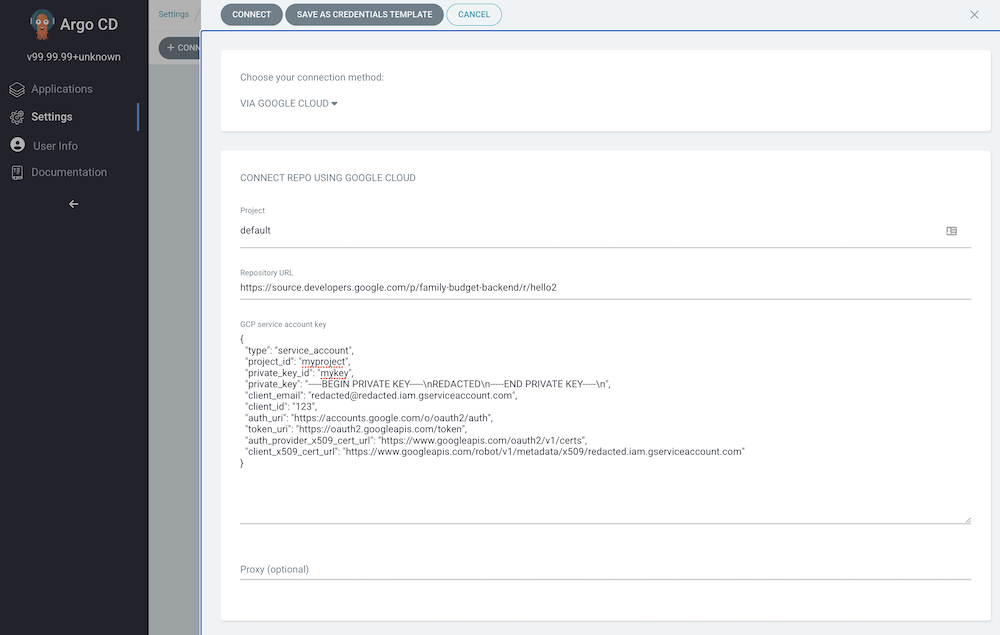 Argo CD
v99.99.99+unknown
Applications
Settings
User Info
Documentation
Settings /
+ CONN
CONNECT
SAVE AS CREDENTIALS TEMPLATE
CANCEL
Choose your connection method:
VIA GOOGLE CLOUD
CONNECT REPO USING GOOGLE CLOUD
Project
default
Repository URL
https://source.developers.google.com/p/family-budget-backend/r/hello2
GCP service account key
{
"type": "service_account",
"project_id": "myproject",
"private_key_id": "mykey",
"private_key": "-----BEGIN PRIVATE KEY-----\nREDACTED\n-----END PRIVATE KEY-----\n",
"client_email": "redacted@redacted.iam.gserviceaccount.com",
"client_id": "123",
"auth_uri": "https://accounts.google.com/o/oauth2/auth",
"token_uri": "https://oauth2.googleapis.com/token",
"auth_provider_x509_cert_url": "https://www.googleapis.com/oauth2/v1/certs",
"client_x509_cert_url": "https://www.googleapis.com/robot/v1/metadata/x509/redacted.iam.gserviceaccount.com"
}
Proxy (optional)